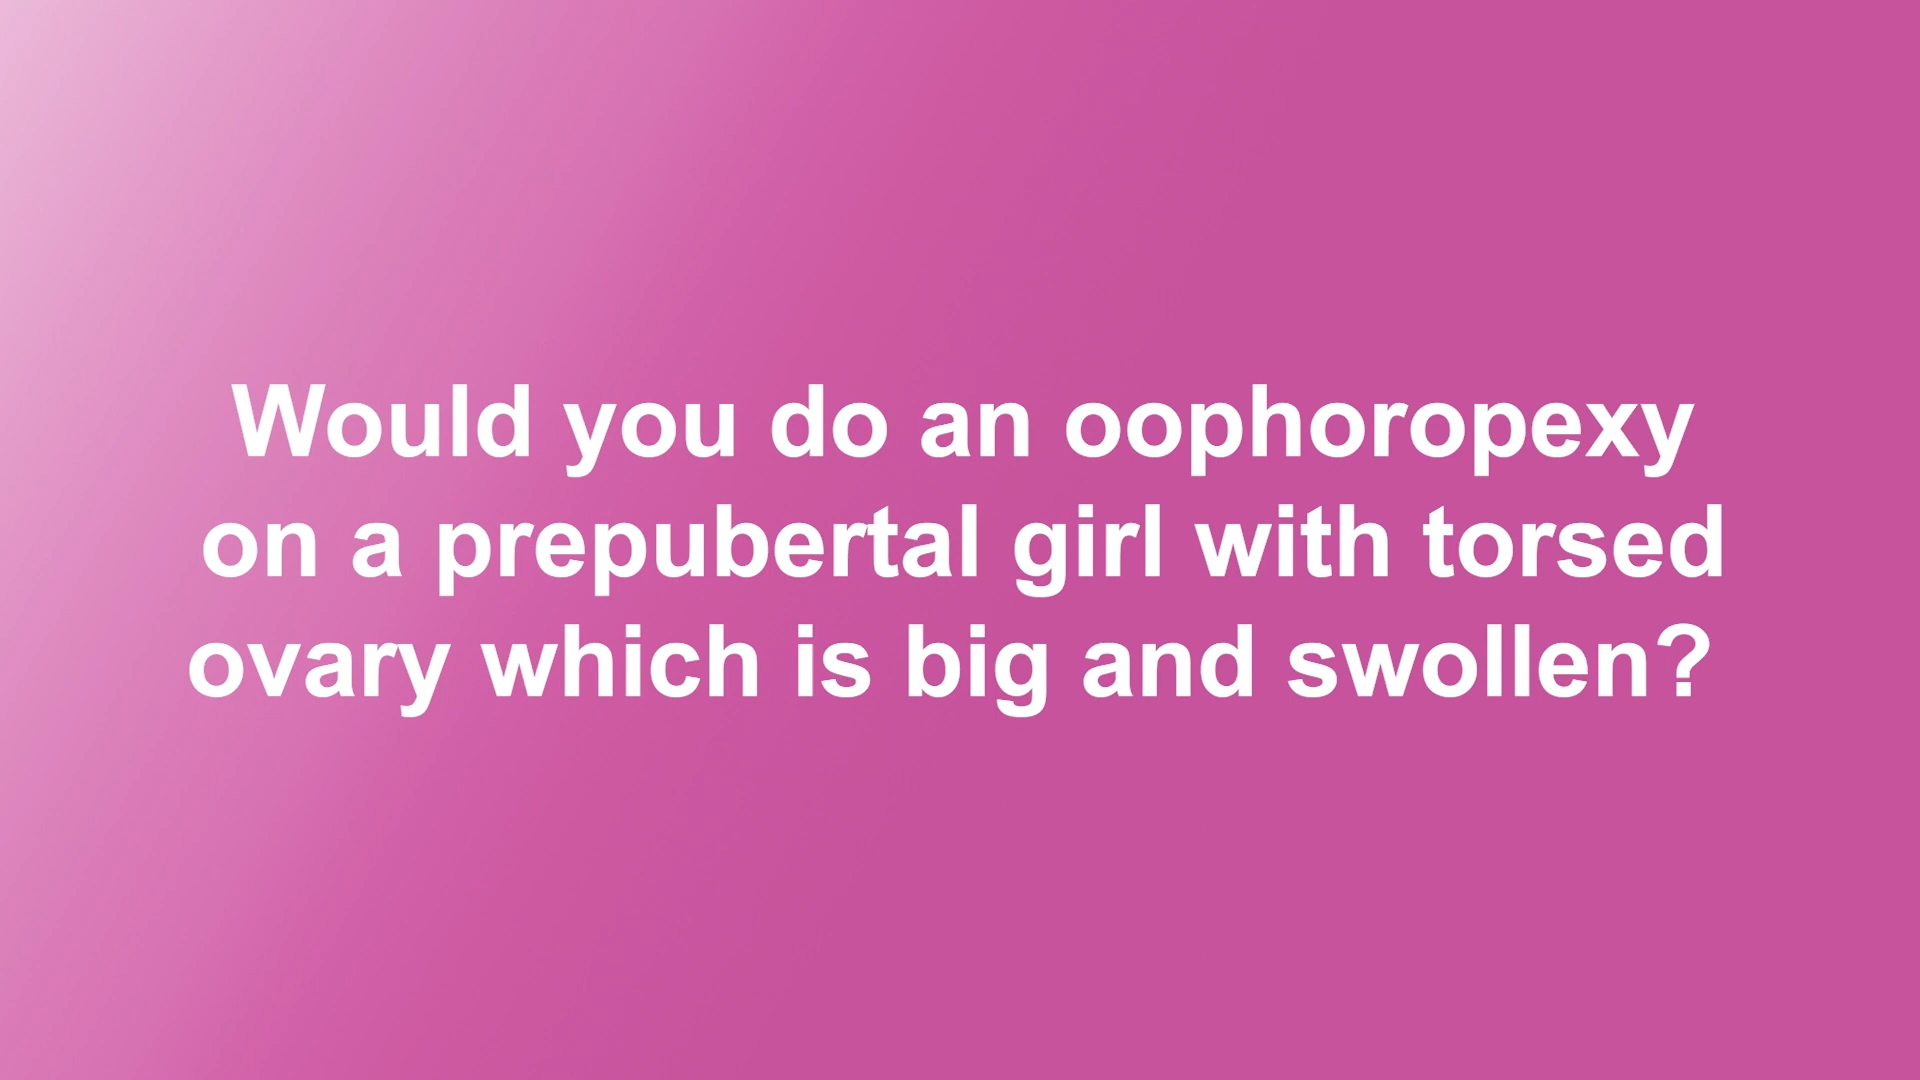 Would you do an oophoropexy
on a prepubertal girl with torsed
ovary which is big and swollen?